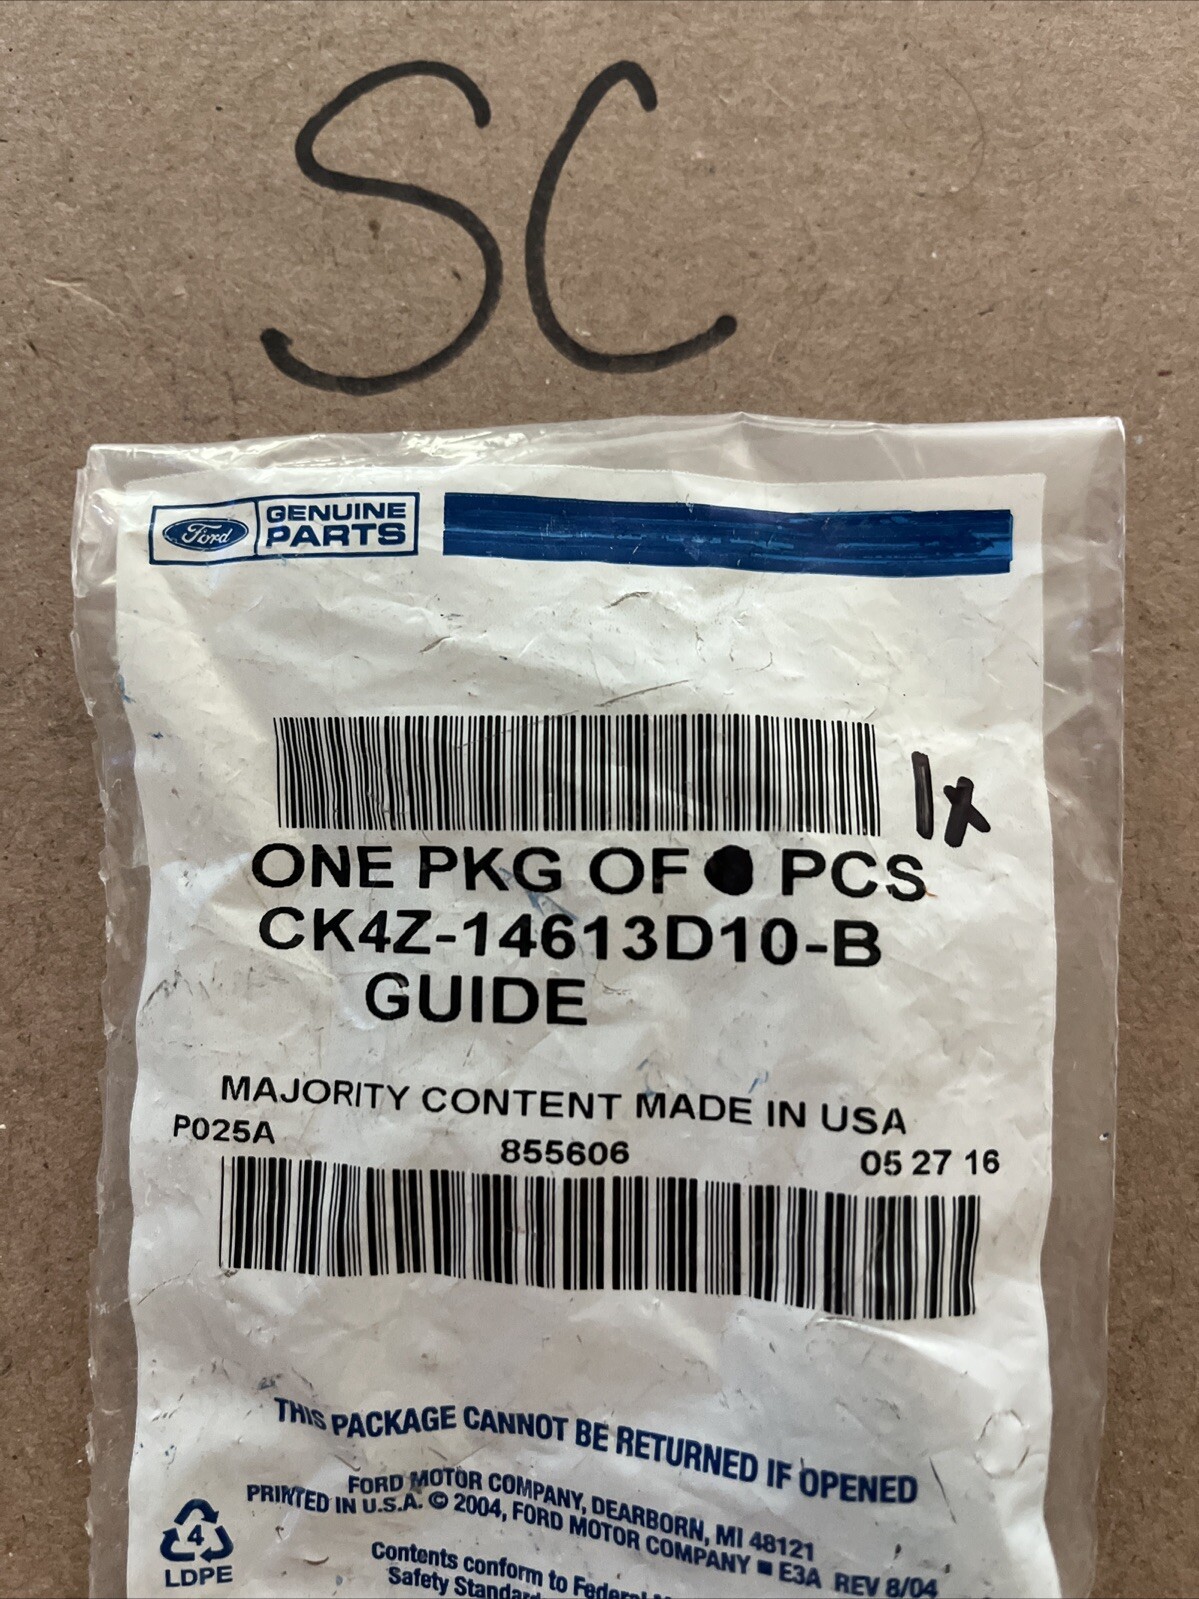 SC
Ford GENUINE PARTS
1x
ONE PKG OF PCS
CK4Z-14613D10-B
GUIDE
MAJORITY CONTENT MADE IN USA
P025A 855606 05 27 16
THIS PACKAGE CANNOT BE RETURNED IF OPENED
FORD MOTOR COMPANY, DEARBORN, MI 48121
PRINTED IN U.S.A. © 2004, FORD MOTOR COMPANY ■ E3A REV 8/04
4
LDPE
Contents conform to Federal
Safety